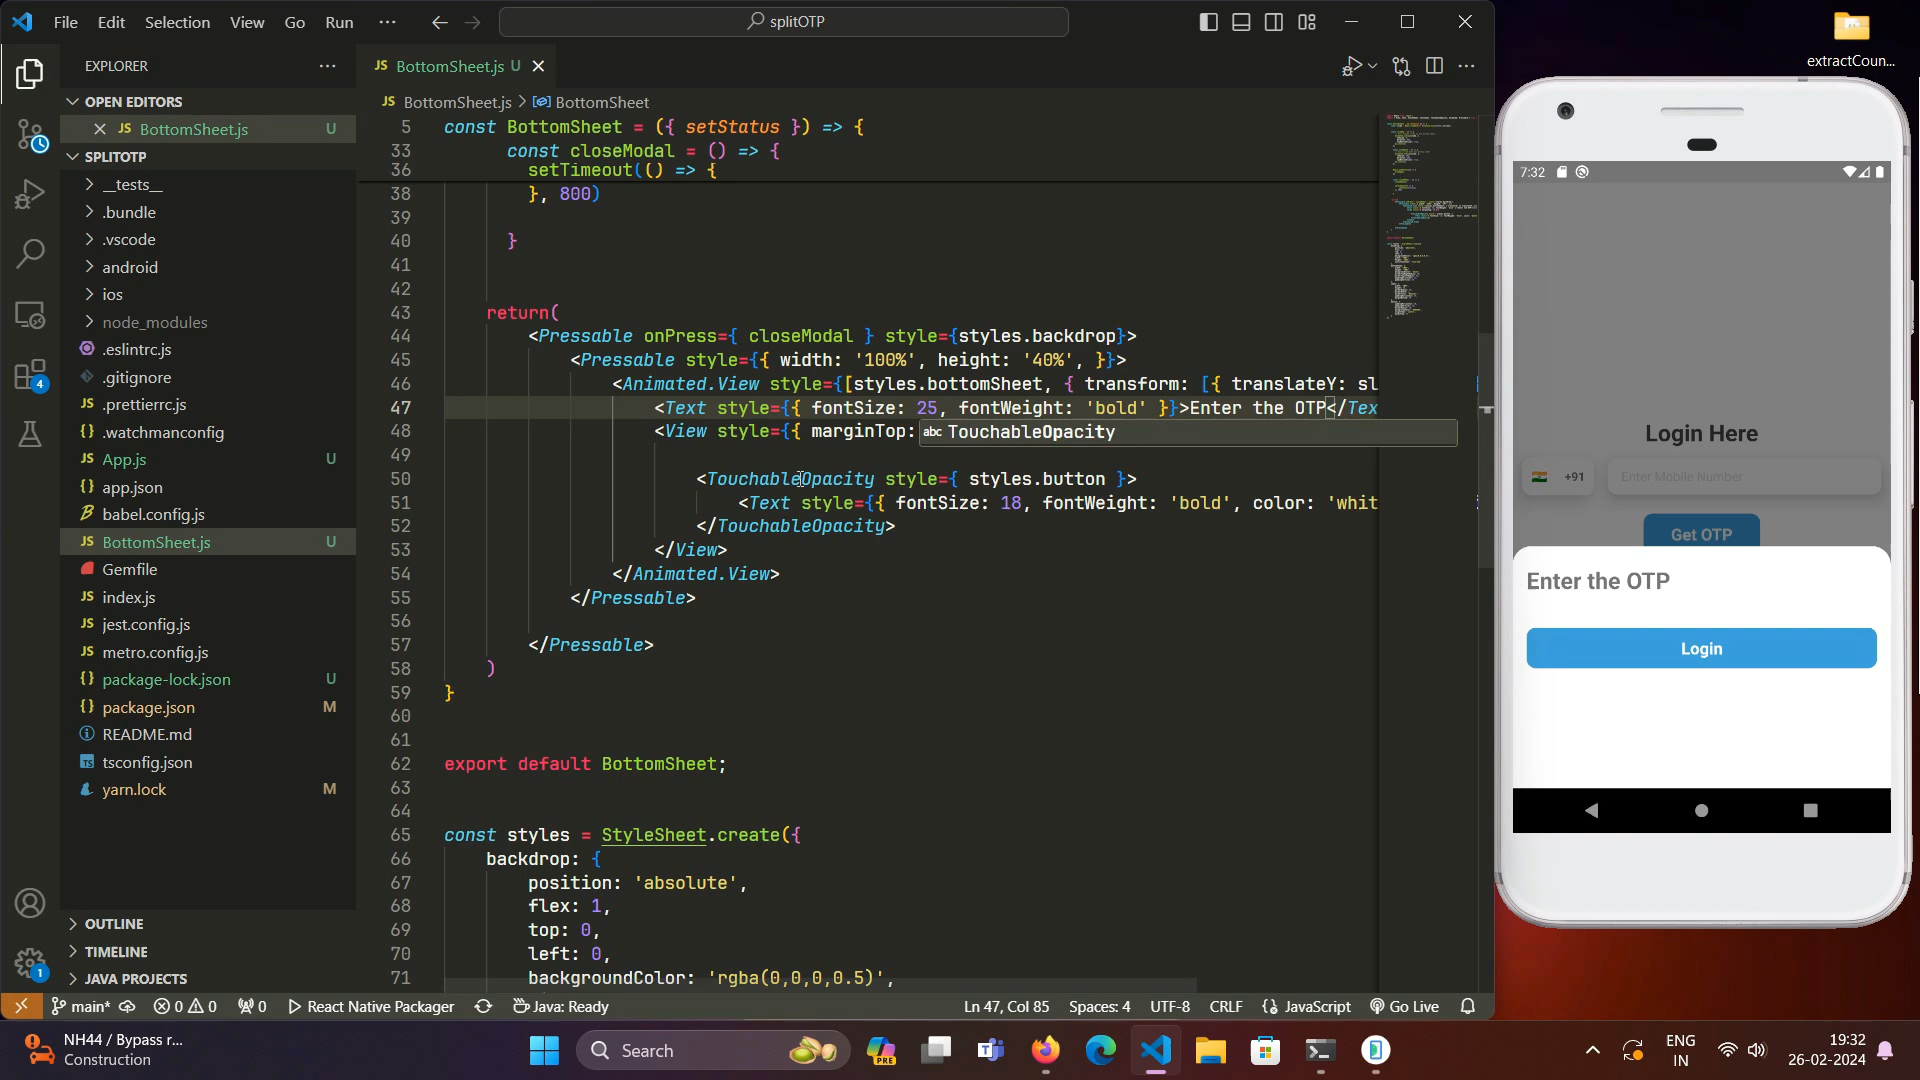 File Edit Selection View Go Run ··· splitOTP
EXPLORER
OPEN EDITORS
JS BottomSheet.js U
SPLITOTP
__tests__
.bundle
.vscode
android
ios
node_modules
.eslintrc.js
.gitignore
{} .prettierrc.js
.watchmanconfig
JS App.js U
{} app.json
babel.config.js
JS BottomSheet.js U
Gemfile
JS index.js
JS jest.config.js
JS metro.config.js
{} package-lock.json U
{} package.json M
README.md
TS tsconfig.json
yarn.lock M
OUTLINE
TIMELINE
JAVA PROJECTS
4
1
JS BottomSheet.js U
JS BottomSheet.js > BottomSheet
5 const BottomSheet = ({ setStatus }) => {
33 const closeModal = () => {
36 setTimeout(() => {
38 }, 800)
39
40 }
41
42
43 return(
44 <Pressable onPress={ closeModal } style={styles.backdrop}>
45 <Pressable style={{ width: '100%', height: '40%', }}>
46 <Animated.View style={[styles.bottomSheet, { transform: [{ translateY: sl
47 <Text style={{ fontSize: 25, fontWeight: 'bold' }}>Enter the OTP</Tex
48 <View style={{ marginTop:
abc TouchableOpacity
49
50 <TouchableOpacity style={ styles.button }>
51 <Text style={{ fontSize: 18, fontWeight: 'bold', color: 'whit
52 </TouchableOpacity>
53 </View>
54 </Animated.View>
55 </Pressable>
56
57 </Pressable>
58 )
59 }
60
61
62 export default BottomSheet;
63
64
65 const styles = StyleSheet.create({
66 backdrop: {
67 position: 'absolute',
68 flex: 1,
69 top: 0,
70 left: 0,
71 backgroundColor: 'rgba(0,0,0,0.5)',
main* 0 0 0 React Native Packager Java: Ready Ln 47, Col 85 Spaces: 4 UTF-8 CRLF {} JavaScript Go Live
extractCoun...
7:32
Login Here
+91 Enter Mobile Number
Get OTP
Enter the OTP
Login
NH44 / Bypass r...
Construction
Search
PRE
ENG
IN
19:32
26-02-2024